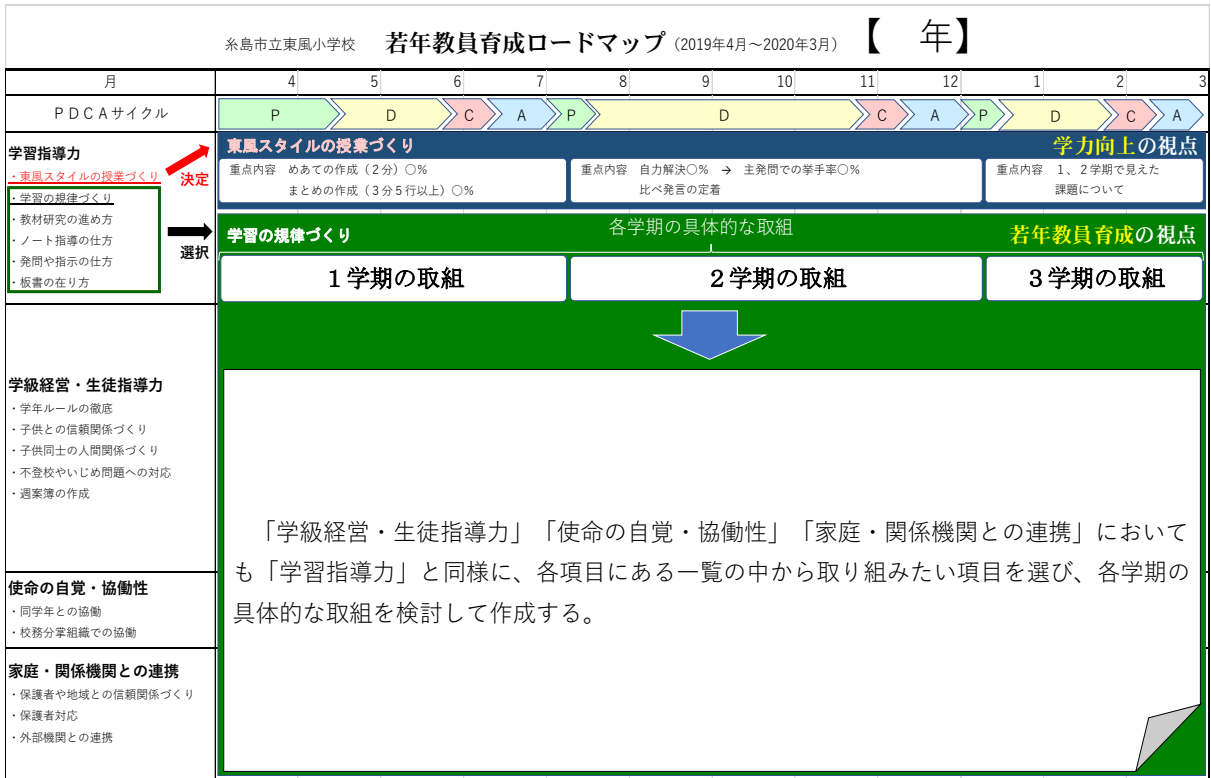 糸島市立東風小学校 若年教員育成ロードマップ (2019年4月～2020年3月) 【 年】
月 4 5 6 7 8 9 10 11 12 1 2 3
PDCAサイクル P D C A P D C A P D C A
学習指導力
・東風スタイルの授業づくり
・学習の規律づくり
・教材研究の進め方
・ノート指導の仕方
・発問や指示の仕方
・板書の在り方
決定
選択
東風スタイルの授業づくり 学力向上の視点
重点内容 めあての作成（２分）○%
まとめの作成（３分５行以上）○%
重点内容 自力解決○% → 主発問での挙手率○%
比べ発言の定着
重点内容 １、２学期で見えた
課題について
各学期の具体的な取組
学習の規律づくり 若年教員育成の視点
１学期の取組 ２学期の取組 ３学期の取組
学級経営・生徒指導力
・学年ルールの徹底
・子供との信頼関係づくり
・子供同士の人間関係づくり
・不登校やいじめ問題への対応
・週案簿の作成
使命の自覚・協働性
・同学年との協働
・校務分掌組織での協働
家庭・関係機関との連携
・保護者や地域との信頼関係づくり
・保護者対応
・外部機関との連携
「学級経営・生徒指導力」「使命の自覚・協働性」「家庭・関係機関との連携」において
も「学習指導力」と同様に、各項目にある一覧の中から取り組みたい項目を選び、各学期の
具体的な取組を検討して作成する。